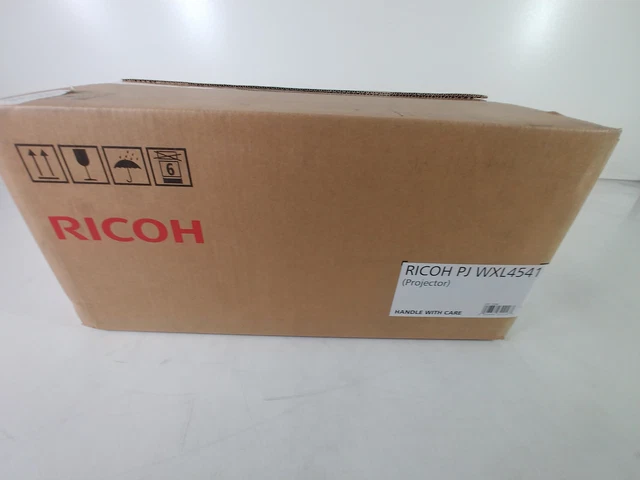 6
RICOH
RICOH PJ WXL4541
(Projector)
HANDLE WITH CARE